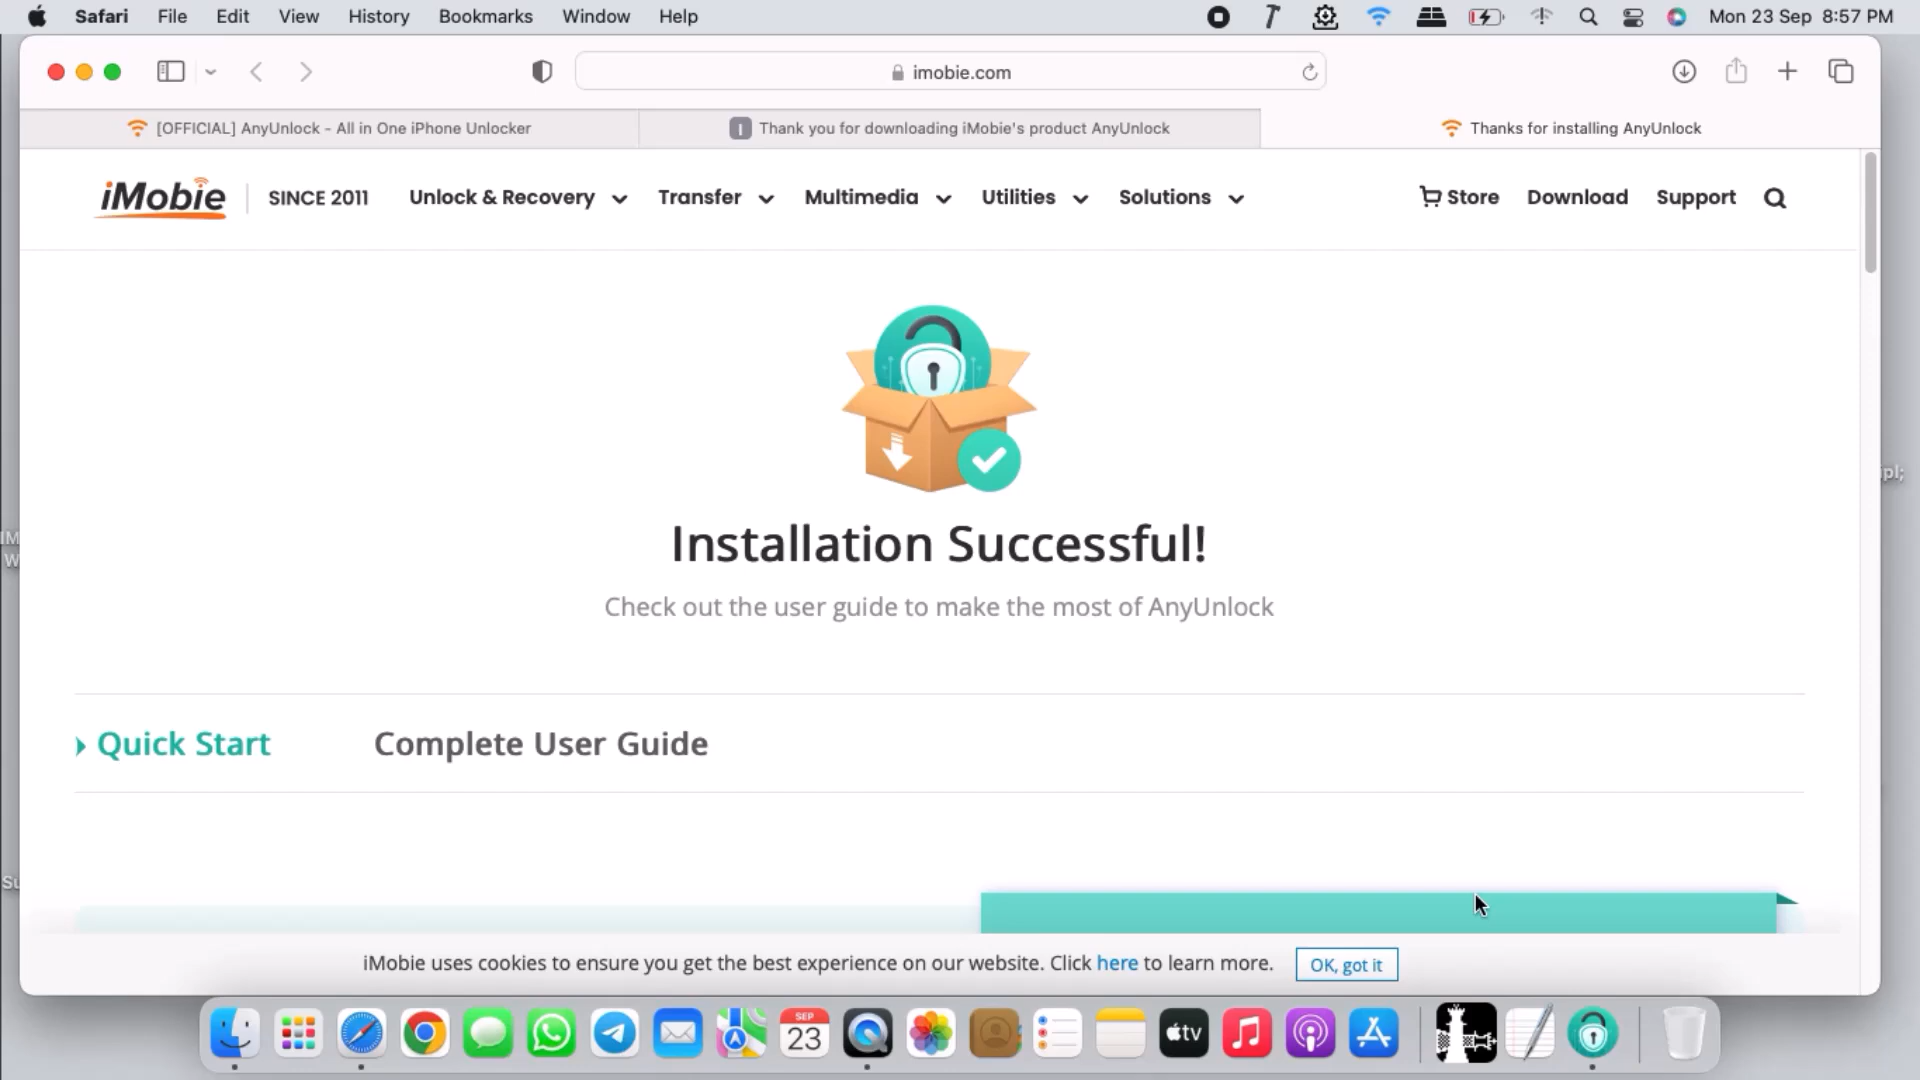 Safari File Edit View History Bookmarks Window Help Mon 23 Sep 8:57 PM
imobie.com
[OFFICIAL] AnyUnlock - All in One iPhone Unlocker
I Thank you for downloading iMobie's product AnyUnlock
Thanks for installing AnyUnlock
iMobie SINCE 2011 Unlock & Recovery Transfer Multimedia Utilities Solutions Store Download Support
Installation Successful!
Check out the user guide to make the most of AnyUnlock
Quick Start Complete User Guide
iMobie uses cookies to ensure you get the best experience on our website. Click here to learn more. OK, got it
SEP
23
tv